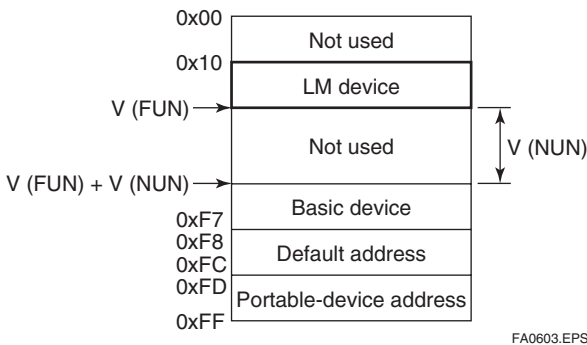 0x00
Not used
0x10
LM device
V (FUN)
Not used
V (NUN)
V (FUN) + V (NUN)
Basic device
0xF7
0xF8
Default address
0xFC
0xFD
Portable-device address
0xFF
FA0603.EPS